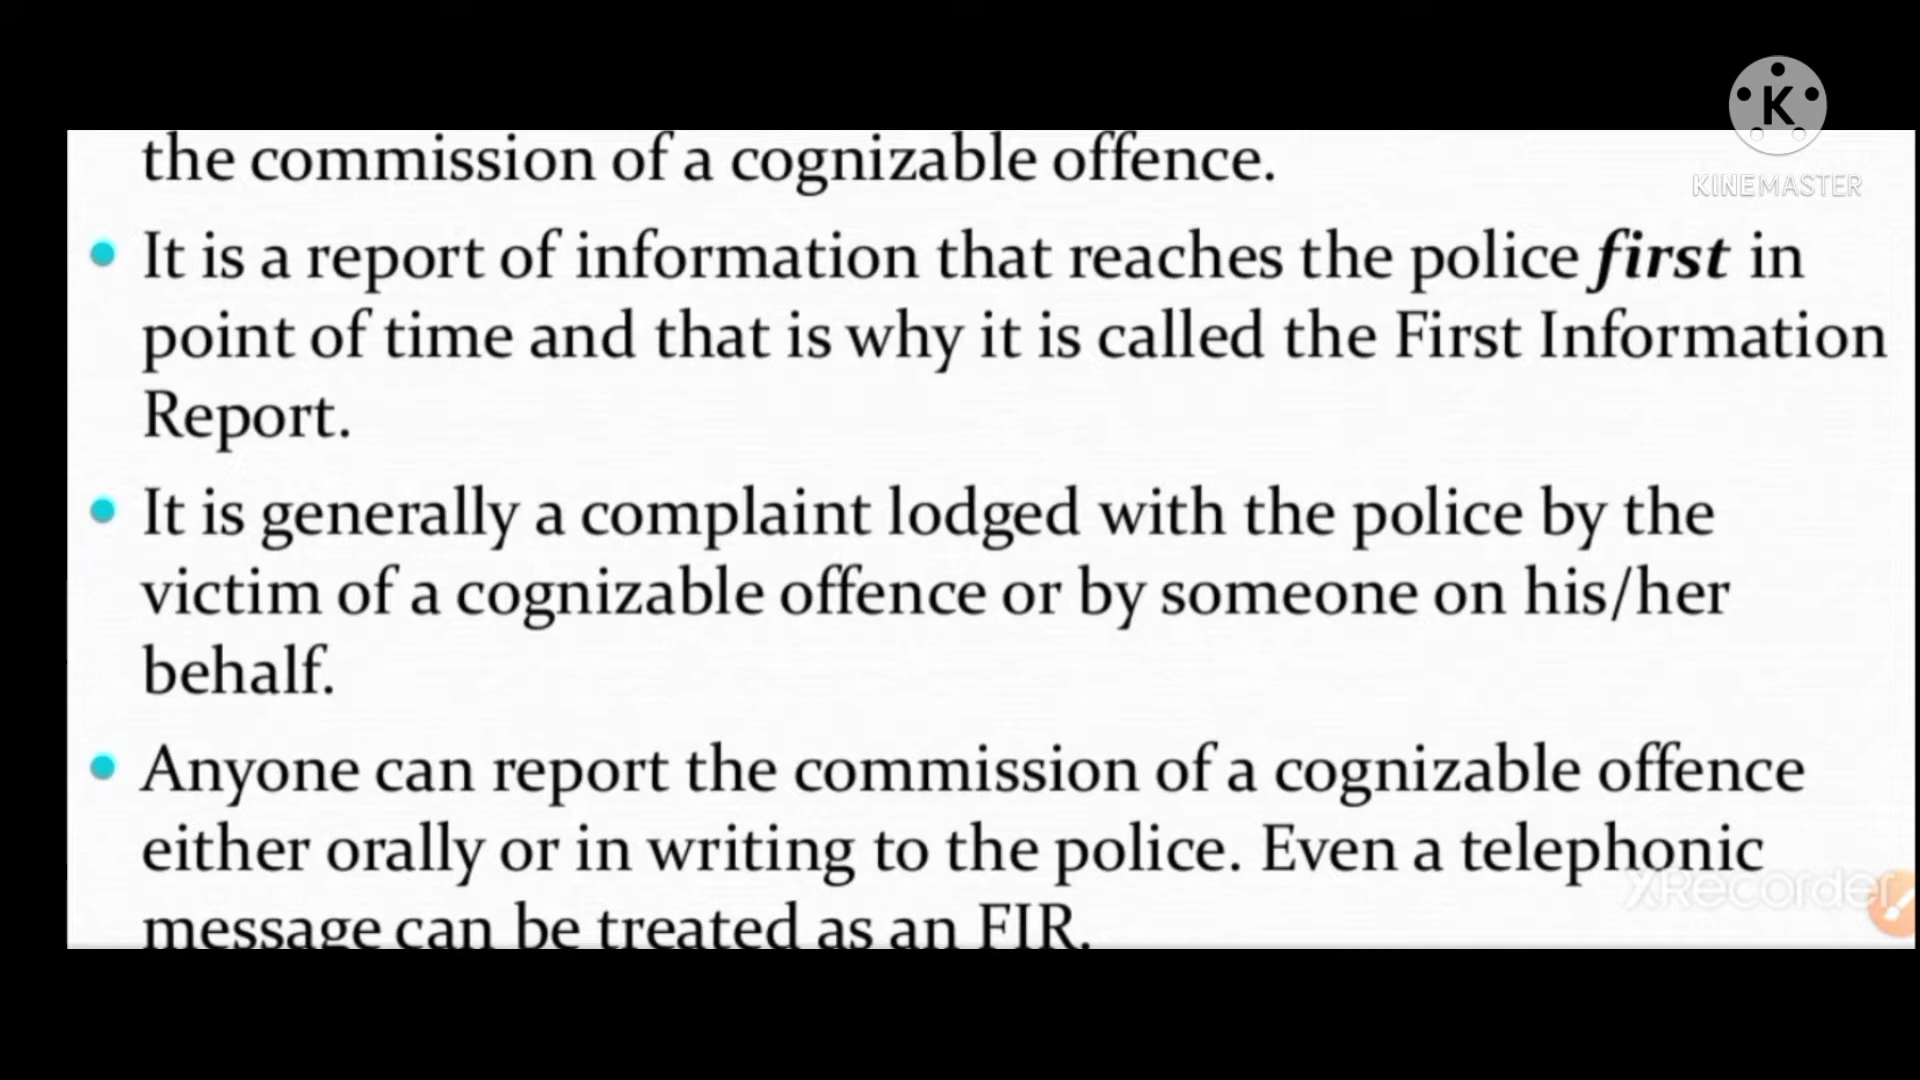 K
KINEMASTER
the commission of a cognizable offence.
It is a report of information that reaches the police first in
point of time and that is why it is called the First Information
Report.
It is generally a complaint lodged with the police by the
victim of a cognizable offence or by someone on his/her
behalf.
Anyone can report the commission of a cognizable offence
either orally or in writing to the police. Even a telephonic
message can be treated as an FIR.
XRecorder